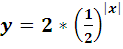 y = 2 * (1/2)^|x|